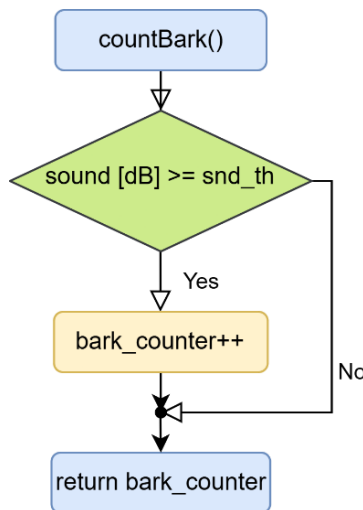 countBark()
sound [dB] >= snd_th
Yes
bark_counter++
No
return bark_counter